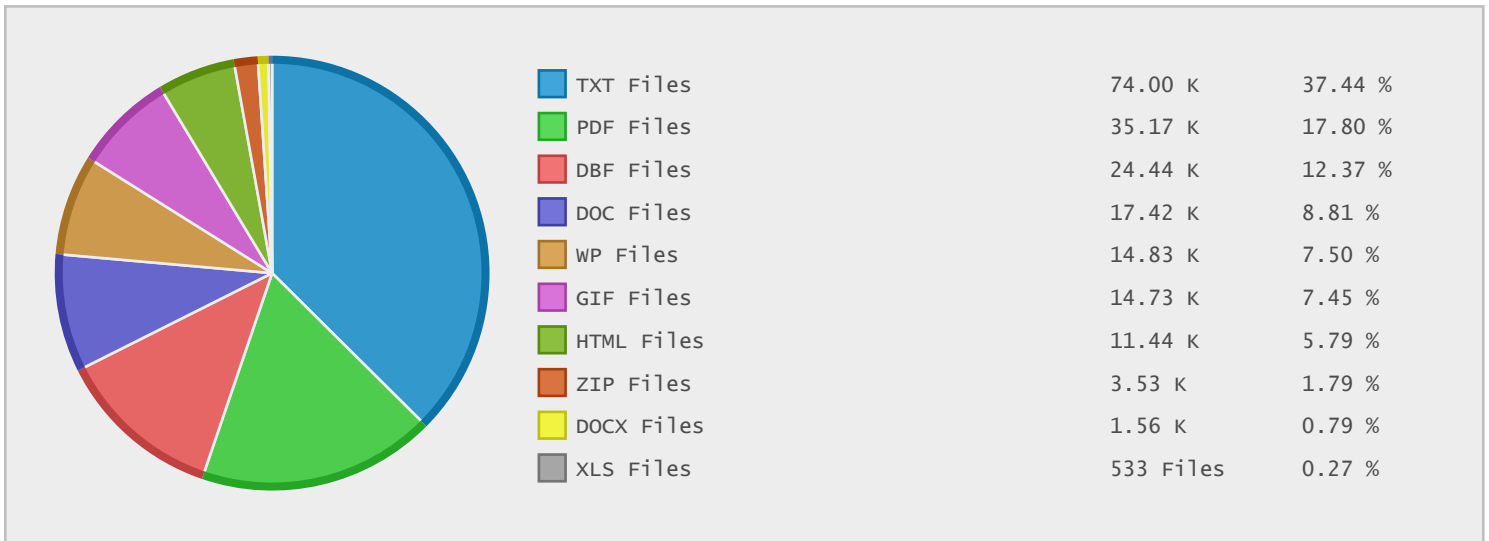 TXT Files 74.00 K 37.44 %
PDF Files 35.17 K 17.80 %
DBF Files 24.44 K 12.37 %
DOC Files 17.42 K 8.81 %
WP Files 14.83 K 7.50 %
GIF Files 14.73 K 7.45 %
HTML Files 11.44 K 5.79 %
ZIP Files 3.53 K 1.79 %
DOCX Files 1.56 K 0.79 %
XLS Files 533 Files 0.27 %